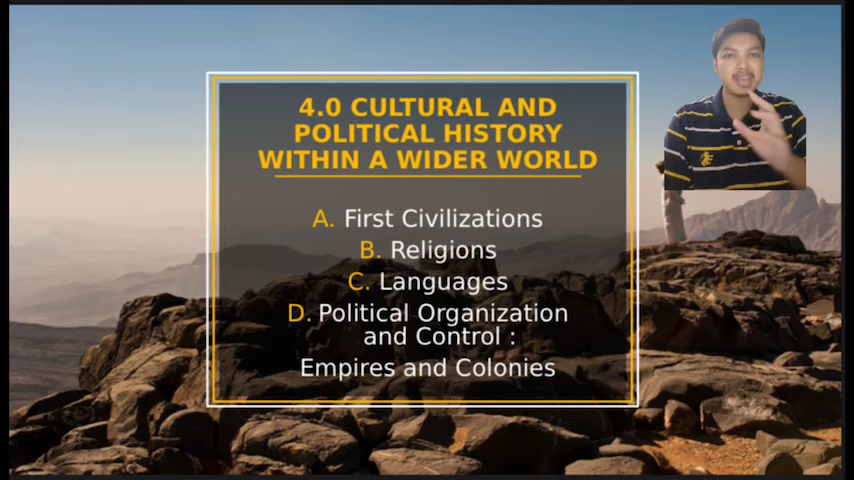 4.0 CULTURAL AND
POLITICAL HISTORY
WITHIN A WIDER WORLD
A. First Civilizations
B. Religions
C. Languages
D. Political Organization
and Control :
Empires and Colonies